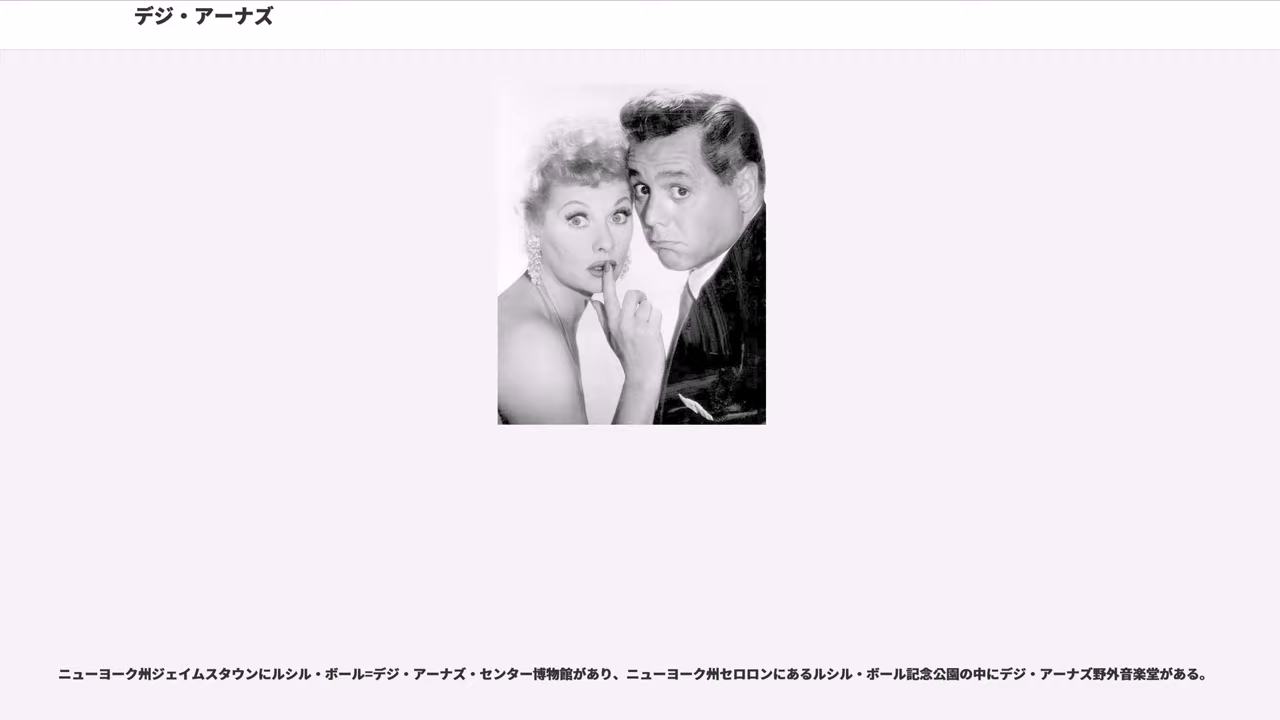 デジ・アーナズ
ニューヨーク州ジェイムスタウンにルシル・ボール=デジ・アーナズ・センター博物館があり、ニューヨーク州セロロンにあるルシル・ボール記念公園の中にデジ・アーナズ野外音楽堂がある。